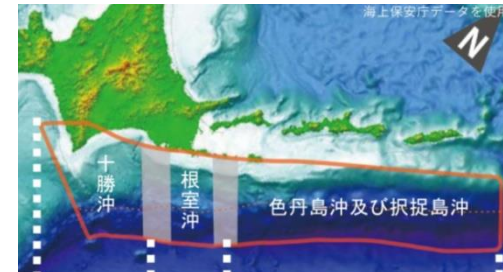 海上保安庁データを使用
N
十勝沖
根室沖
色丹島沖及び択捉島沖